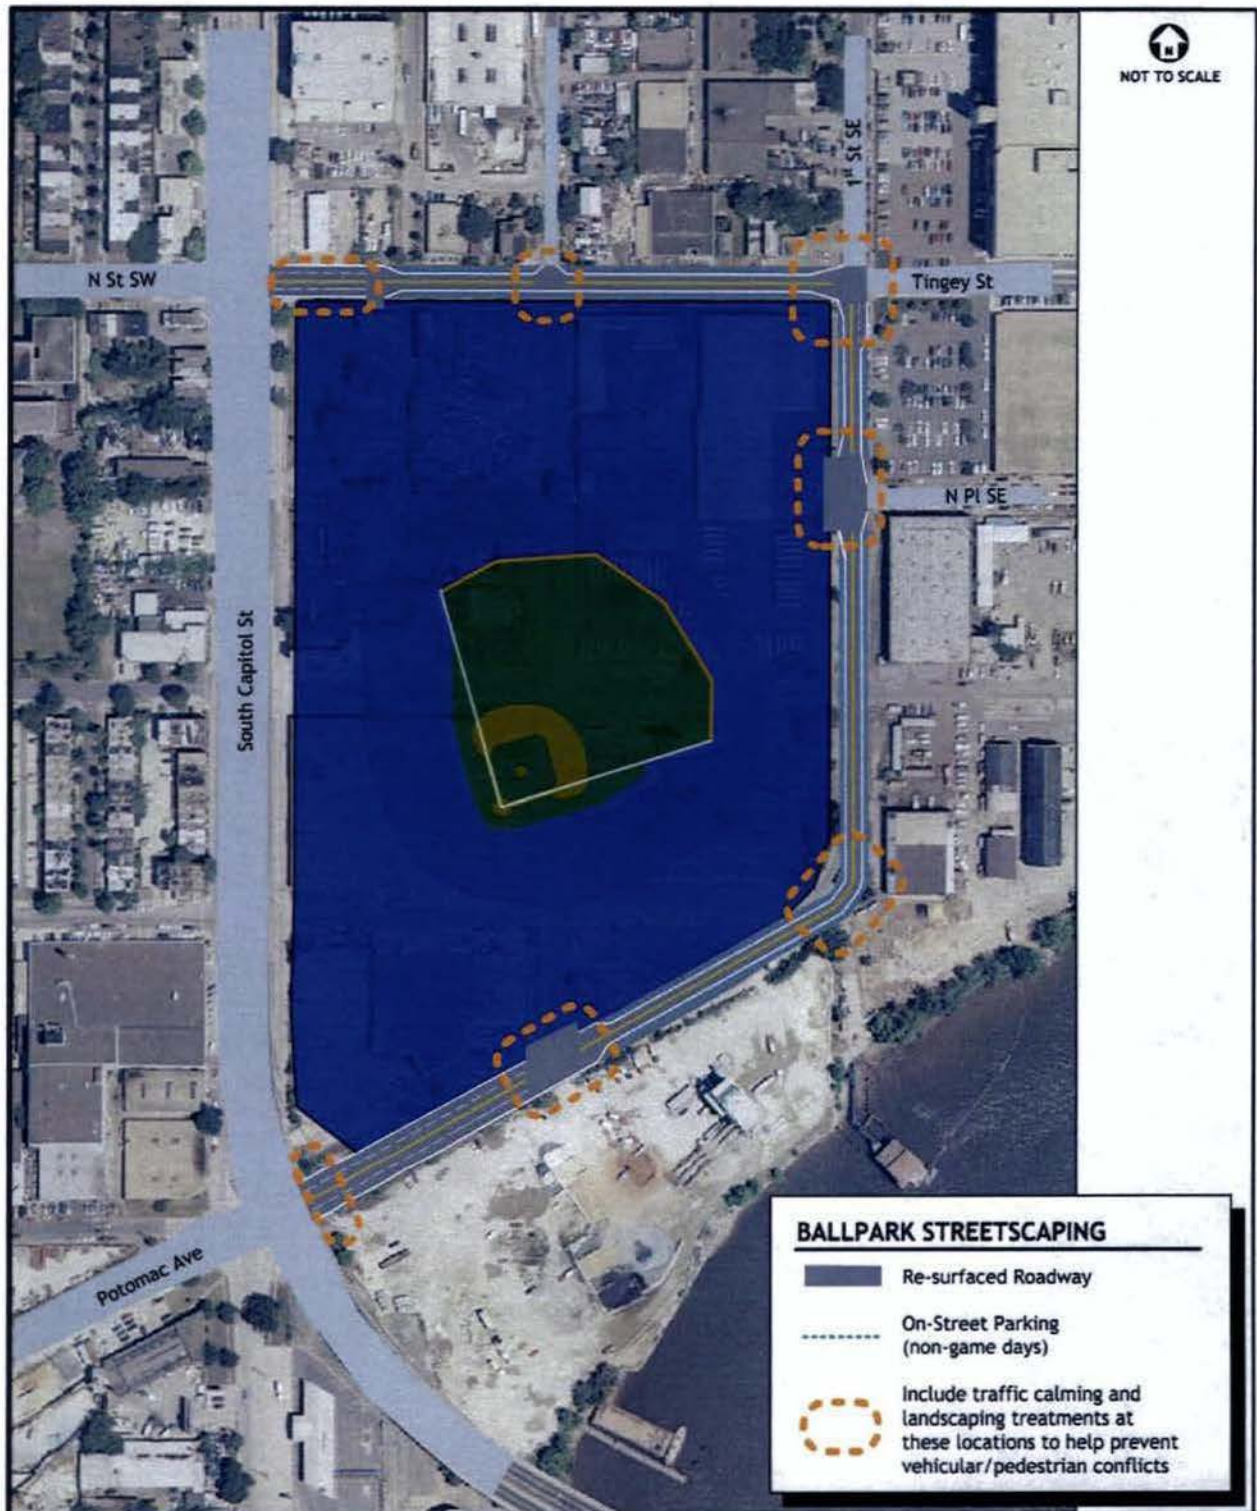 N
NOT TO SCALE
1st St SE
N St SW
Tingey St
N Pl SE
South Capitol St
Potomac Ave
BALLPARK STREETSCAPING
Re-surfaced Roadway
On-Street Parking
(non-game days)
Include traffic calming and
landscaping treatments at
these locations to help prevent
vehicular/pedestrian conflicts